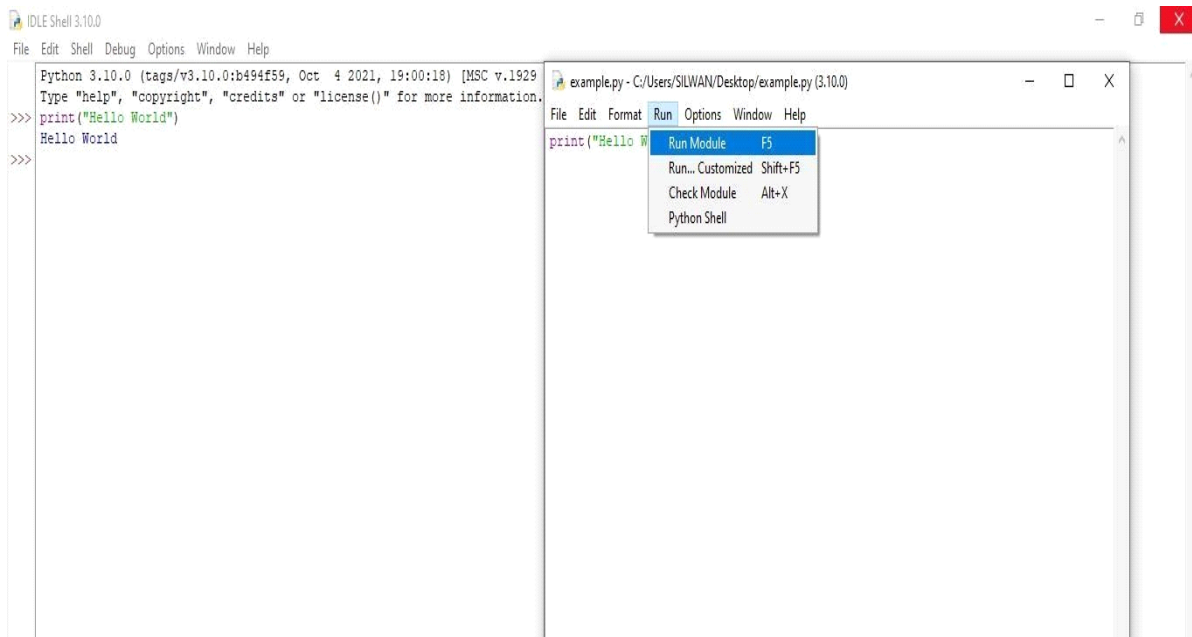 IDLE Shell 3.10.0
File Edit Shell Debug Options Window Help
Python 3.10.0 (tags/v3.10.0:b494f59, Oct  4 2021, 19:00:18) [MSC v.1929
Type "help", "copyright", "credits" or "license()" for more information.
>>> print("Hello World")
Hello World
>>>
example.py - C:/Users/SILWAN/Desktop/example.py (3.10.0)
File Edit Format Run Options Window Help
print("Hello W
Run Module F5
Run... Customized Shift+F5
Check Module Alt+X
Python Shell